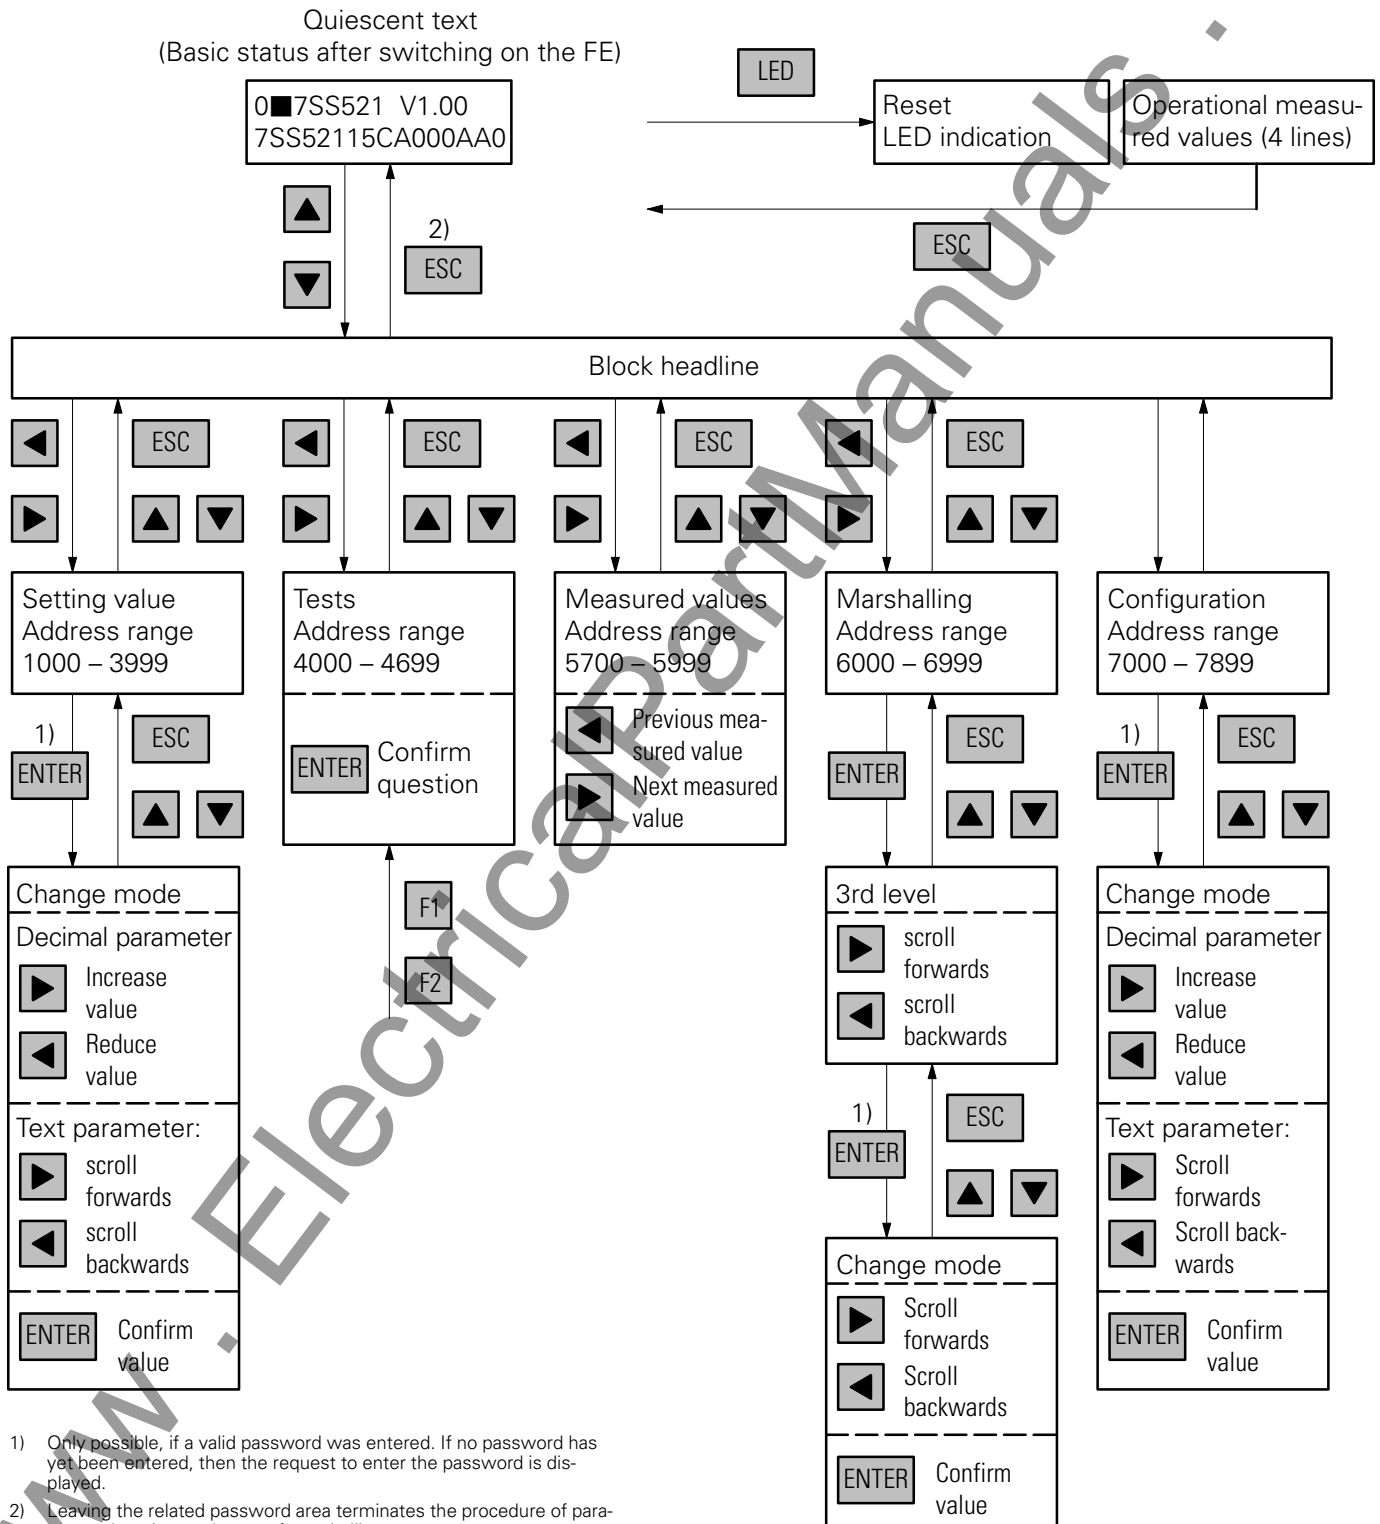 Quiescent text
(Basic status after switching on the FE)
0■7SS521 V1.00
7SS52115CA000AA0
LED
Reset
LED indication
Operational measu-
red values (4 lines)
2)
ESC
ESC
Block headline
ESC
ESC
ESC
ESC
Setting value
Address range
1000 – 3999
Tests
Address range
4000 – 4699
Measured values
Address range
5700 – 5999
Marshalling
Address range
6000 – 6999
Configuration
Address range
7000 – 7899
1)
ENTER
ESC
ENTER
Confirm
question
Previous mea-
sured value
Next measured
value
ENTER
ESC
1)
ENTER
ESC
Change mode
Decimal parameter
Increase
value
Reduce
value
Text parameter:
scroll
forwards
scroll
backwards
ENTER
Confirm
value
F1
F2
3rd level
scroll
forwards
scroll
backwards
1)
ENTER
ESC
Change mode
Scroll
forwards
Scroll
backwards
ENTER
Confirm
value
Change mode
Decimal parameter
Increase
value
Reduce
value
Text parameter:
Scroll
forwards
Scroll back-
wards
ENTER
Confirm
value
1) Only possible, if a valid password was entered. If no password has
yet been entered, then the request to enter the password is dis-
played.
2) Leaving the related password area terminates the procedure of para-
www.ElectricalPartManuals.